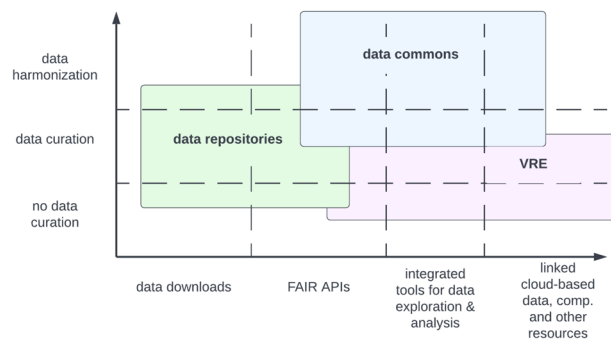 data
harmonization
data commons
data curation
data repositories
VRE
no data
curation
data downloads
FAIR APIs
integrated
tools for data
exploration &
analysis
linked
cloud-based
data, comp.
and other
resources